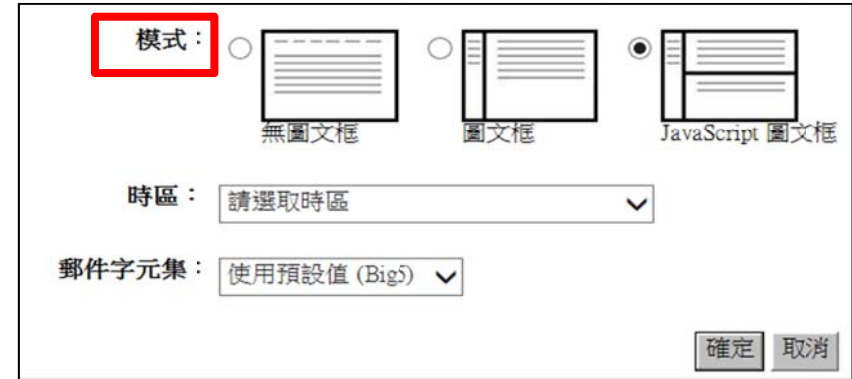 模式：
無圖文框 圖文框 JavaScript 圖文框
時區： 請選取時區
郵件字元集： 使用預設值 (Big5)
確定 取消